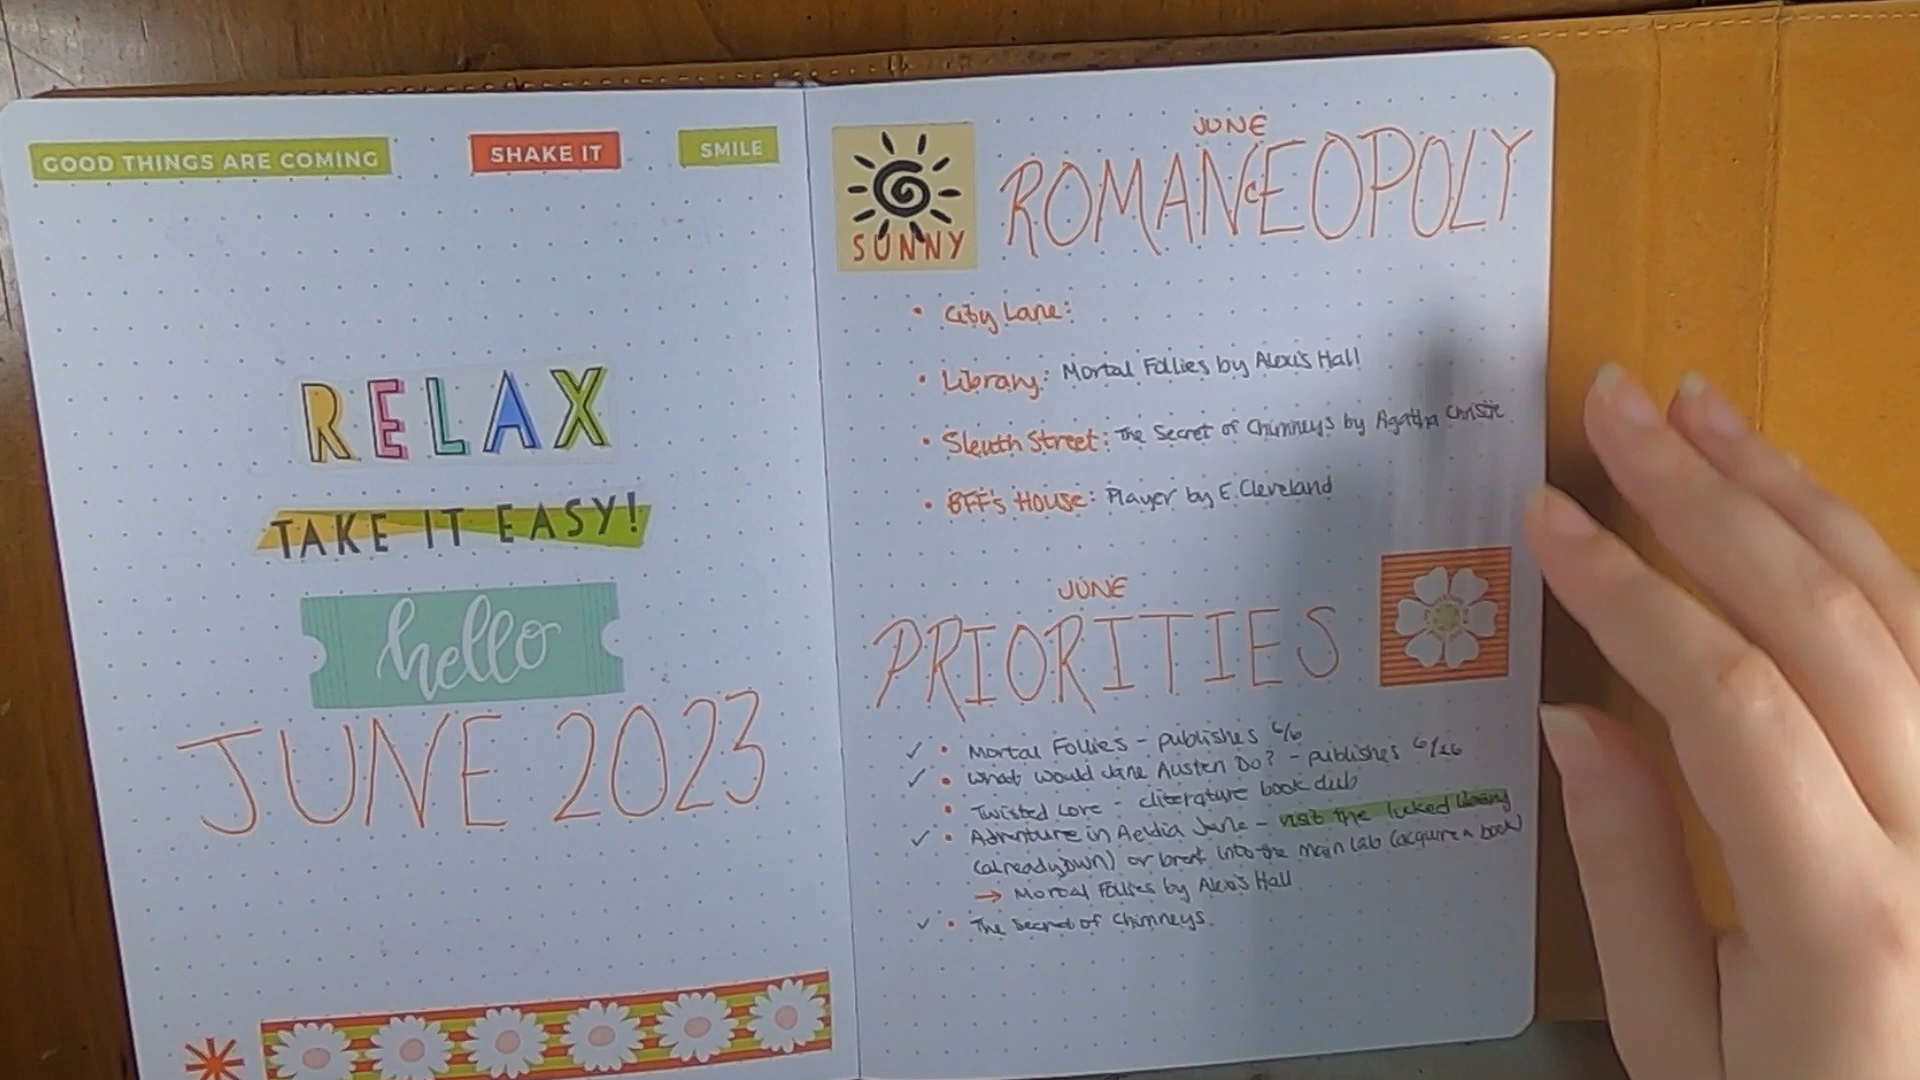 GOOD THINGS ARE COMING
SHAKE IT
SMILE
RELAX
TAKE IT EASY!
hello
JUNE 2023
SUNNY
JUNE
ROMANCEOPOLY
• City Lane:
• Library: Mortal Follies by Alexis Hall
• Sleuth Street: The Secret of Chimneys by Agatha Christie
• BFF's House: Player by E. Cleveland
JUNE
PRIORITIES
✓ • Mortal Follies - publishes 6/6
✓ • What Would Jane Austen Do? - publishes 6/16
• Twisted Love - cliterature book club
✓ • Adventure in Aeldia June - visit the locked library
(already own) or break into the main lab (acquire a book)
→ Mortal Follies by Alexis Hall
✓ • The Secret of Chimneys